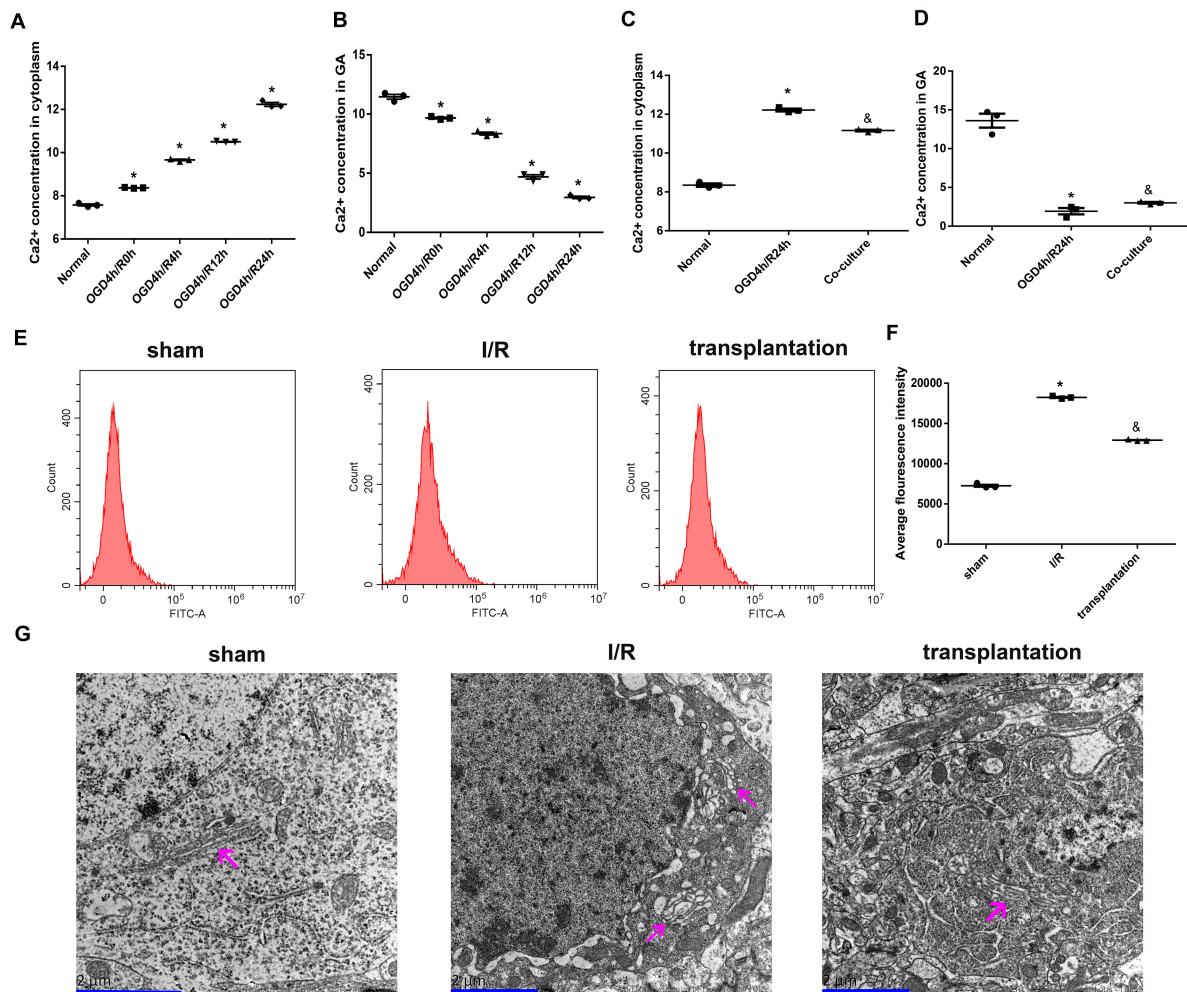 A
Ca2+ concentration in cytoplasm
14
12
10
8
6
Normal
OGD4h/R0h
OGD4h/R4h
OGD4h/R12h
OGD4h/R24h
*
*
*
*
B
Ca2+ concentration in GA
15
10
5
0
Normal
OGD4h/R0h
OGD4h/R4h
OGD4h/R12h
OGD4h/R24h
*
*
*
*
C
Ca2+ concentration in cytoplasm
14
12
10
8
6
Normal
OGD4h/R24h
Co-culture
*
&
D
Ca2+ concentration in GA
20
15
10
5
0
Normal
OGD4h/R24h
Co-culture
*
&
E
sham
Count
400
200
0
0 10^5 10^6 10^7
FITC-A
I/R
Count
400
200
0
0 10^5 10^6 10^7
FITC-A
transplantation
Count
400
200
0
0 10^5 10^6 10^7
FITC-A
F
Average flourescence intensity
20000
15000
10000
5000
0
sham
I/R
transplantation
*
&
G
sham
2 μm
I/R
2 μm
transplantation
2 μm